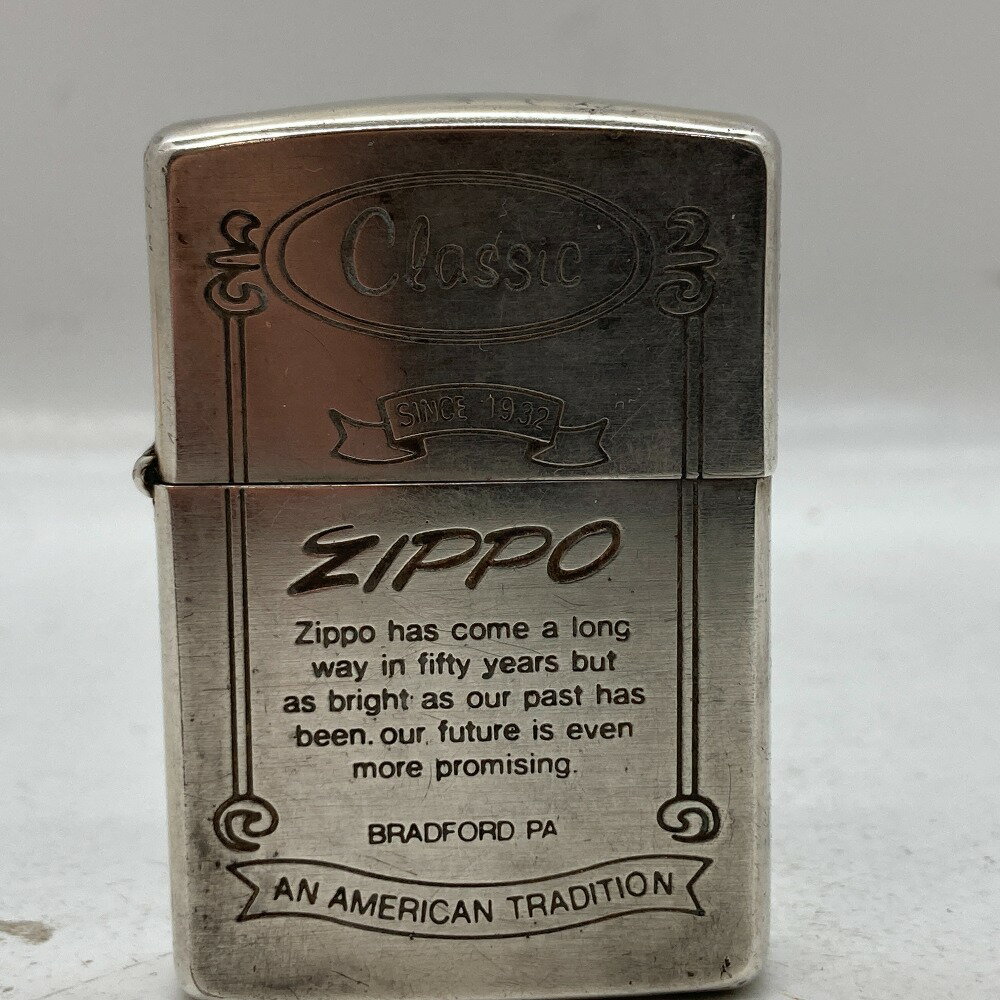 Classic
SINCE 1932
ZIPPO
Zippo has come a long
way in fifty years but
as bright as our past has
been. our future is even
more promising.
BRADFORD PA
AN AMERICAN TRADITION